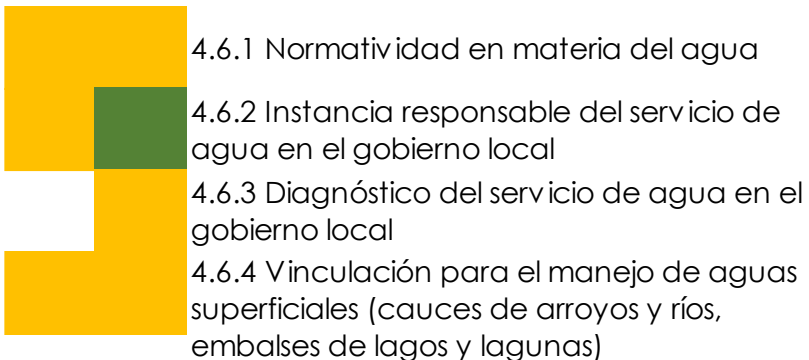 4.6.1 Normatividad en materia del agua
4.6.2 Instancia responsable del servicio de
agua en el gobierno local
4.6.3 Diagnóstico del servicio de agua en el
gobierno local
4.6.4 Vinculación para el manejo de aguas
superficiales (cauces de arroyos y ríos,
embalses de lagos y lagunas)